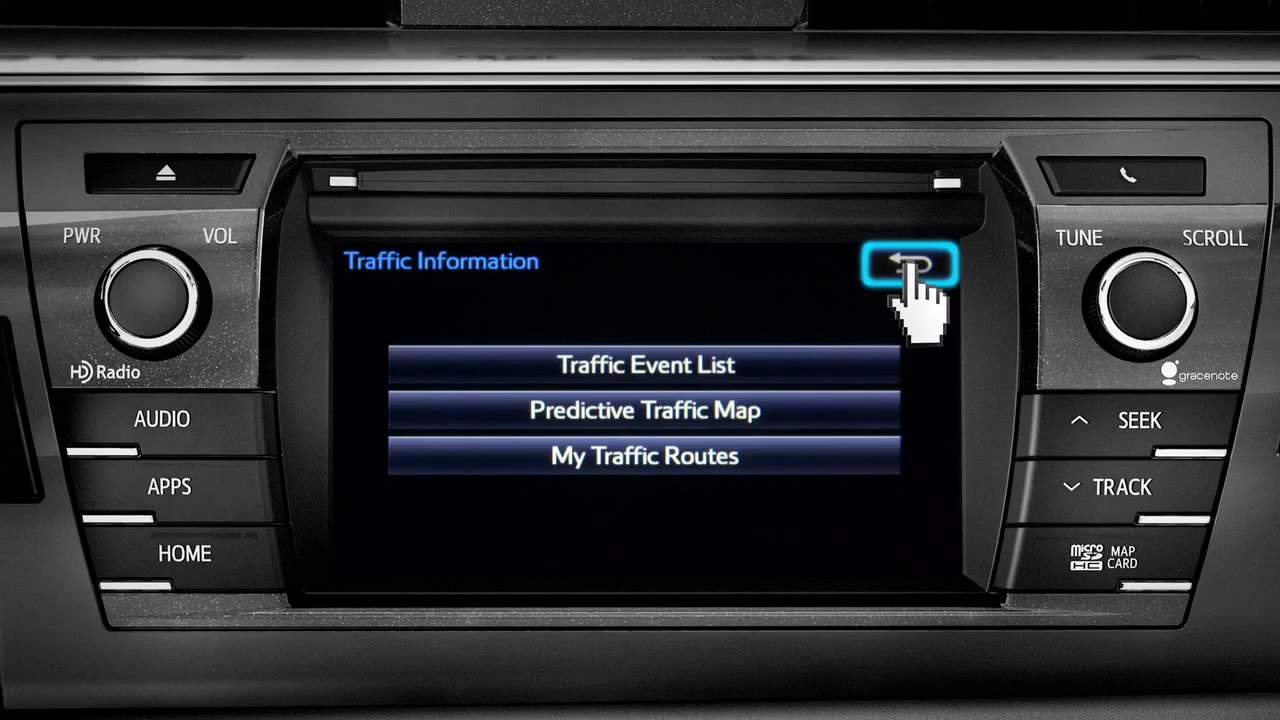 PWR VOL
TUNE SCROLL
Traffic Information
Traffic Event List
HD Radio
gracenote
Predictive Traffic Map
AUDIO
SEEK
My Traffic Routes
APPS
TRACK
HOME
micro SD HC
MAP CARD